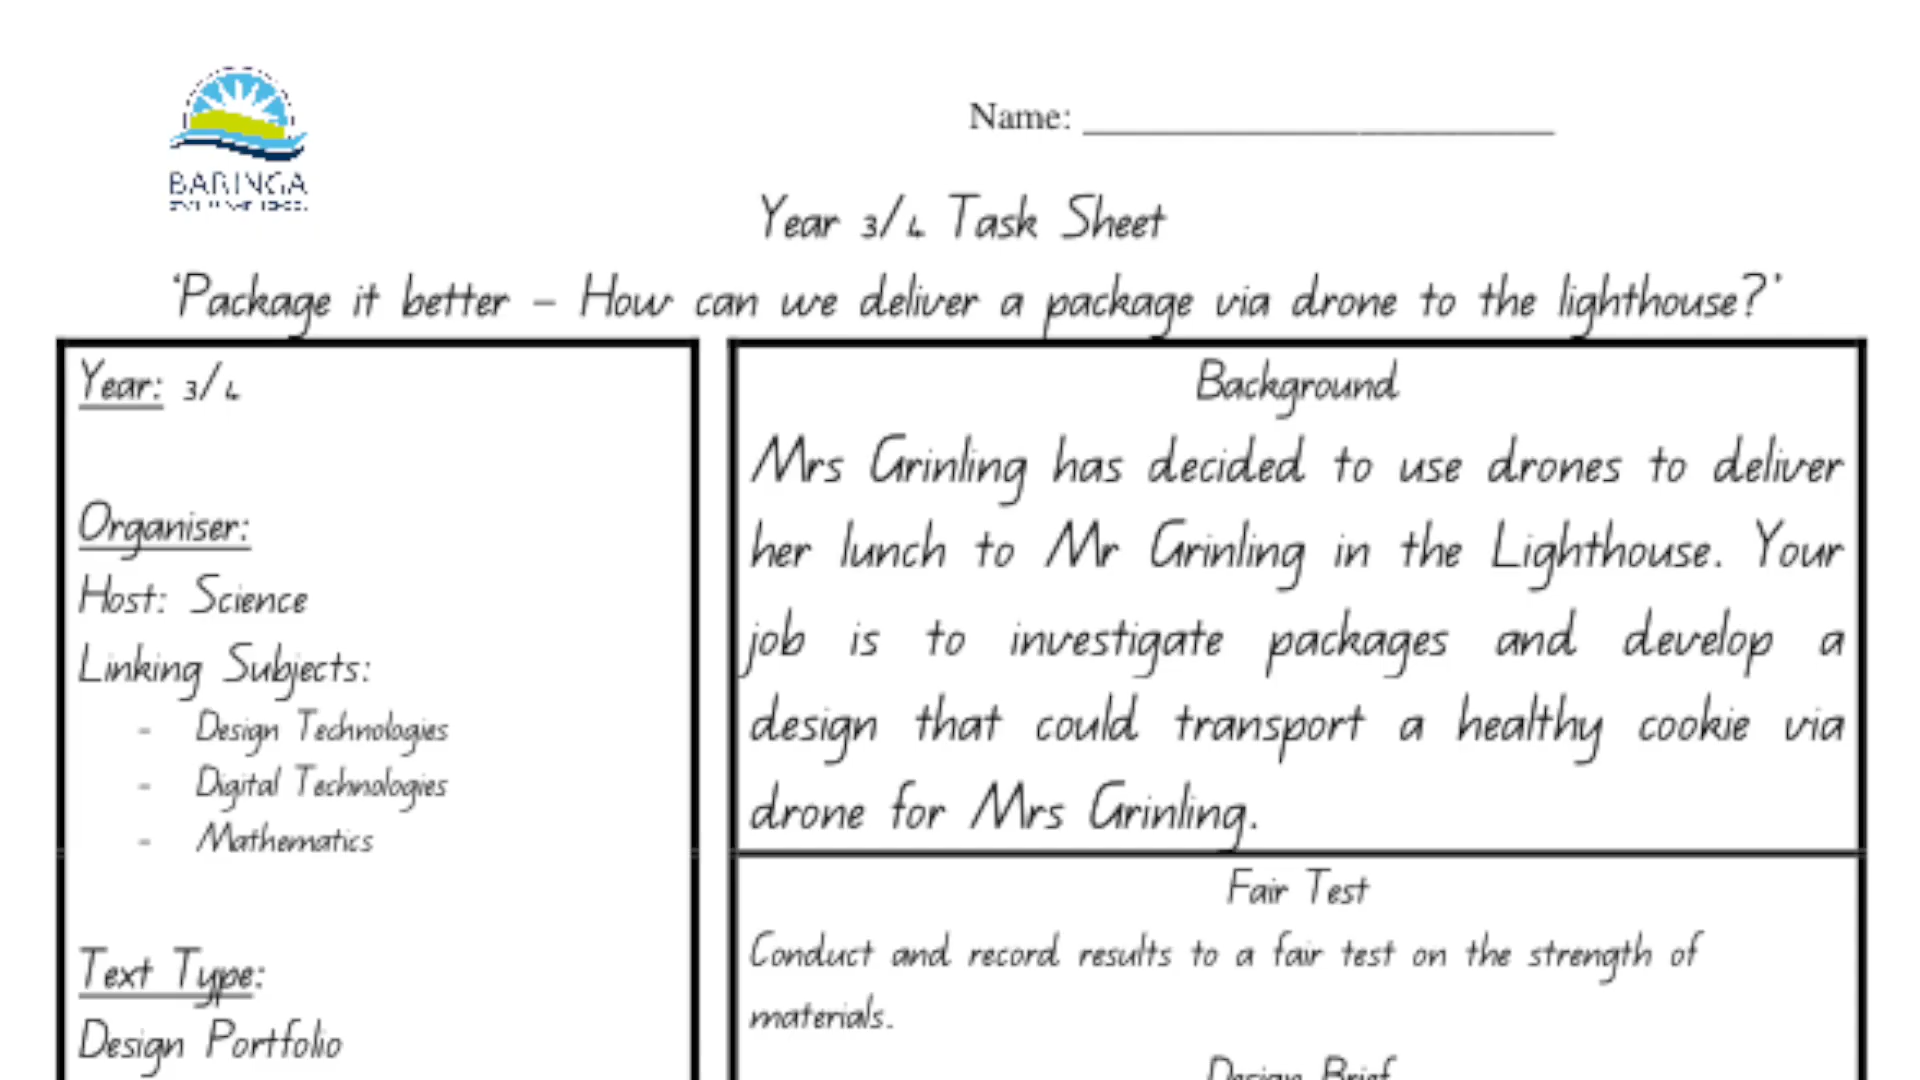 BARINGA
Name: ______________________
Year 3/4 Task Sheet
‘Package it better – How can we deliver a package via drone to the lighthouse?’
Year: 3/4
Organiser:
Host: Science
Linking Subjects:
- Design Technologies
- Digital Technologies
- Mathematics
Text Type:
Design Portfolio
Background
Mrs Grinling has decided to use drones to deliver
her lunch to Mr Grinling in the Lighthouse. Your
job is to investigate packages and develop a
design that could transport a healthy cookie via
drone for Mrs Grinling.
Fair Test
Conduct and record results to a fair test on the strength of
materials.
Design Brief